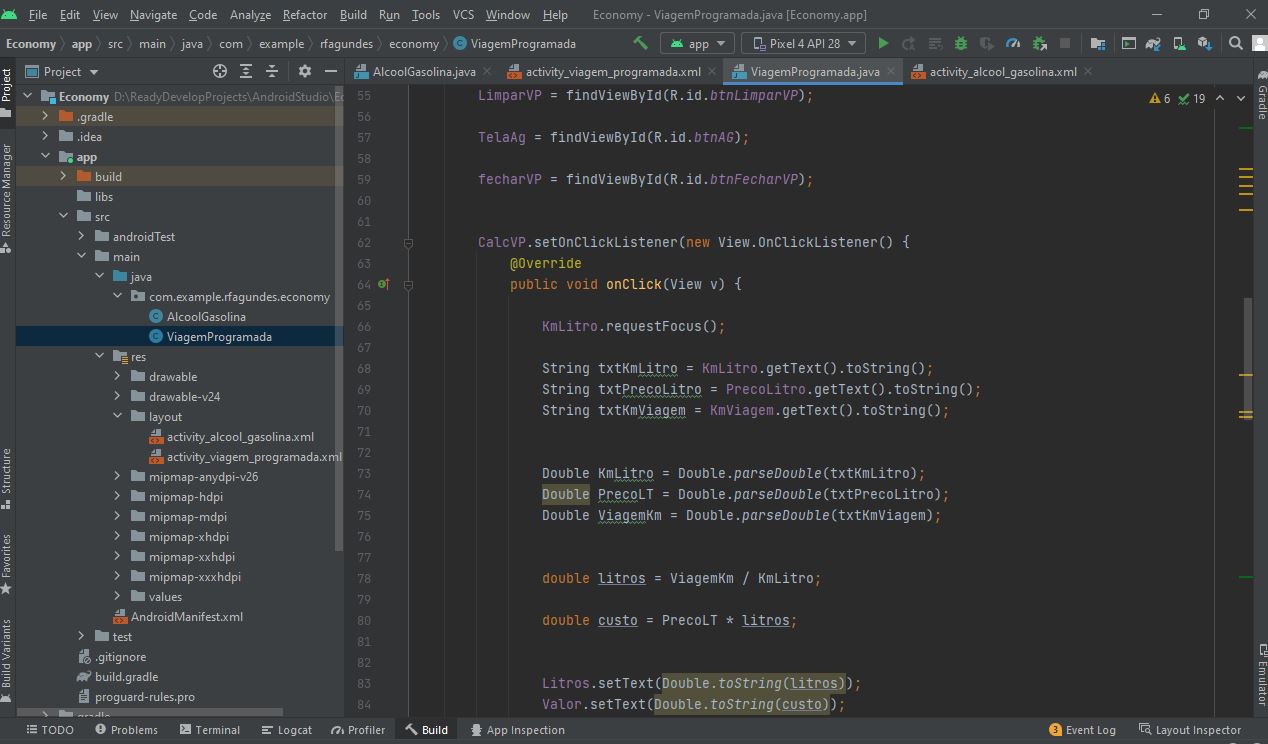 File Edit View Navigate Code Analyze Refactor Build Run Tools VCS Window Help Economy - ViagemProgramada.java [Economy.app]
Economy app src main java com example rfagundes economy ViagemProgramada app Pixel 4 API 28
Project AlcoolGasolina.java activity_viagem_programada.xml ViagemProgramada.java activity_alcool_gasolina.xml
Project
Resource Manager
Structure
Favorites
Build Variants
Economy D:\ReadyDevelopProjects\AndroidStudio\Ec
.gradle
.idea
app
build
libs
src
androidTest
main
java
com.example.rfagundes.economy
AlcoolGasolina
ViagemProgramada
res
drawable
drawable-v24
layout
activity_alcool_gasolina.xml
activity_viagem_programada.xml
mipmap-anydpi-v26
mipmap-hdpi
mipmap-mdpi
mipmap-xhdpi
mipmap-xxhdpi
mipmap-xxxhdpi
values
AndroidManifest.xml
test
.gitignore
build.gradle
proguard-rules.pro
gradle
55 LimparVP = findViewById(R.id.btnLimparVP);
56
57 TelaAg = findViewById(R.id.btnAG);
58
59 fecharVP = findViewById(R.id.btnFecharVP);
60
61
62 CalcVP.setOnClickListener(new View.OnClickListener() {
63 @Override
64 public void onClick(View v) {
65
66 KmLitro.requestFocus();
67
68 String txtKmLitro = KmLitro.getText().toString();
69 String txtPrecoLitro = PrecoLitro.getText().toString();
70 String txtKmViagem = KmViagem.getText().toString();
71
72
73 Double KmLitro = Double.parseDouble(txtKmLitro);
74 Double PrecoLT = Double.parseDouble(txtPrecoLitro);
75 Double ViagemKm = Double.parseDouble(txtKmViagem);
76
77
78 double litros = ViagemKm / KmLitro;
79
80 double custo = PrecoLT * litros;
81
82
83 Litros.setText(Double.toString(litros));
84 Valor.setText(Double.toString(custo));
6 19
Gradle
Emulator
TODO Problems Terminal Logcat Profiler Build App Inspection 3 Event Log Layout Inspector